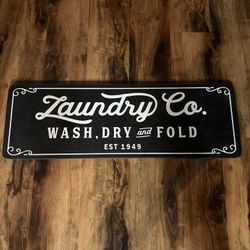 Laundry Co.
WASH, DRY and FOLD
EST 1949